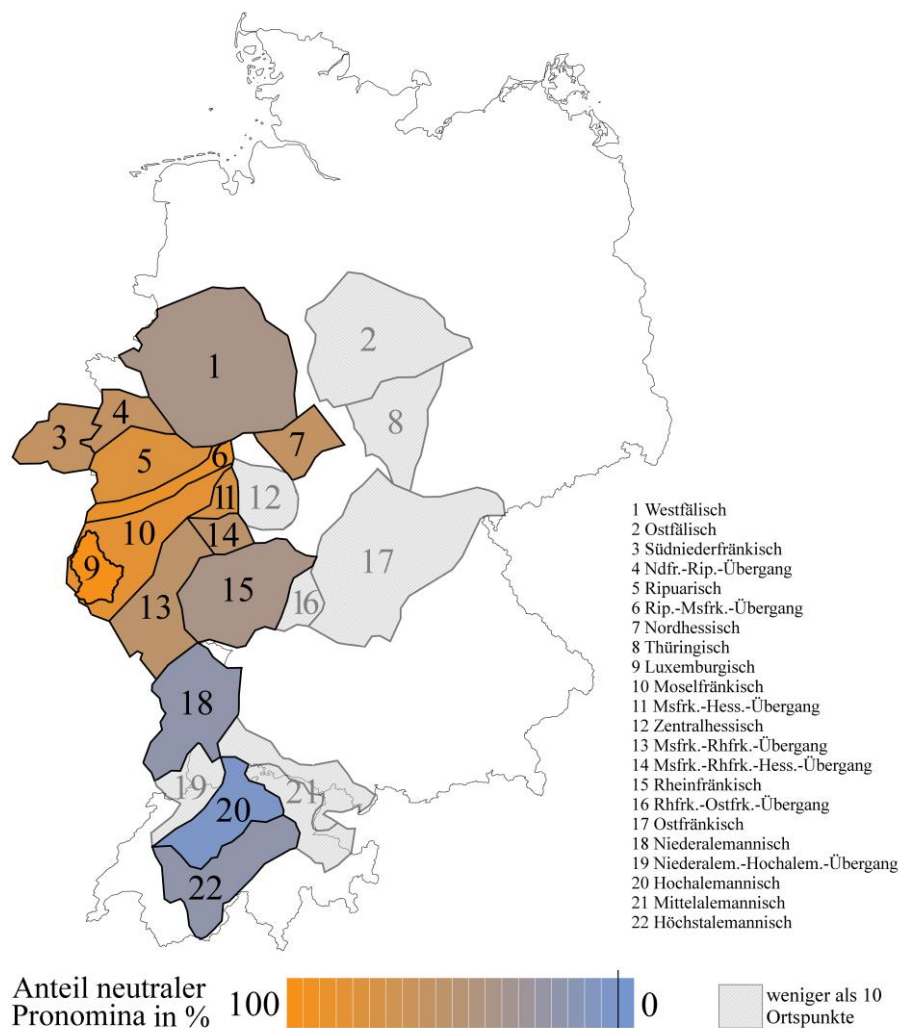 1
2
3
4
5
6
7
8
9
10
11
12
13
14
15
16
17
18
19
20
21
22
1 Westfälisch
2 Ostfälisch
3 Südniederfränkisch
4 Ndfr.-Rip.-Übergang
5 Ripuarisch
6 Rip.-Msfrk.-Übergang
7 Nordhessisch
8 Thüringisch
9 Luxemburgisch
10 Moselfränkisch
11 Msfrk.-Hess.-Übergang
12 Zentralhessisch
13 Msfrk.-Rhfrk.-Übergang
14 Msfrk.-Rhfrk.-Hess.-Übergang
15 Rheinfränkisch
16 Rhfrk.-Ostfrk.-Übergang
17 Ostfränkisch
18 Niederalemannisch
19 Niederalem.-Hochalem.-Übergang
20 Hochalemannisch
21 Mittelalemannisch
22 Höchstalemannisch
Anteil neutraler
Pronomina in %
100
0
weniger als 10
Ortspunkte